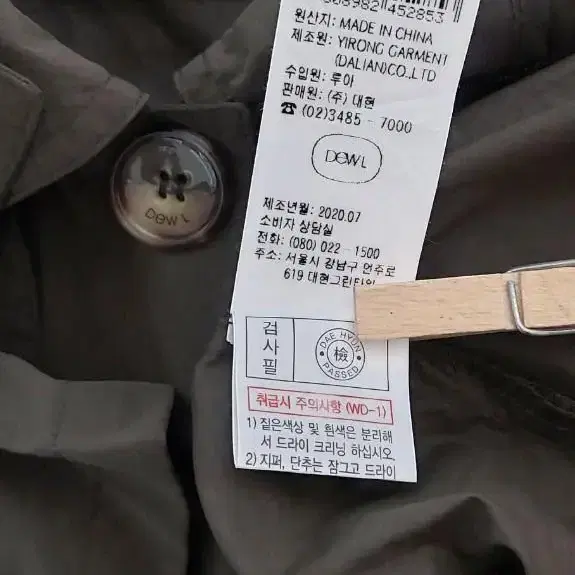 원산지: MADE IN CHINA
제조원: YIRONG GARMENT
(DALIAN)CO.,LTD
수입원: 루아
판매원: (주) 대현
☎ (02)3485 - 7000
DEWL
제조년월: 2020.07
소비자 상담실
전화: (080) 022 - 1500
주소: 서울시 강남구 언주로
619 대현그린타워
검사필
DAE HYUN
檢
PASSED
취급시 주의사항 (WD-1)
1) 짙은색상 및 흰색은 분리해
서 드라이 크리닝 하십시오
2) 지퍼, 단추는 잠그고 드라이
DEWL